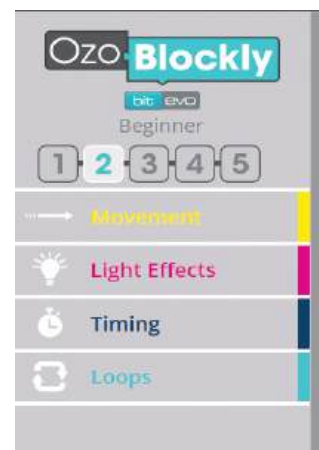 Ozo Blockly
bit evo
Beginner
1 2 3 4 5
Movement
Light Effects
Timing
Loops